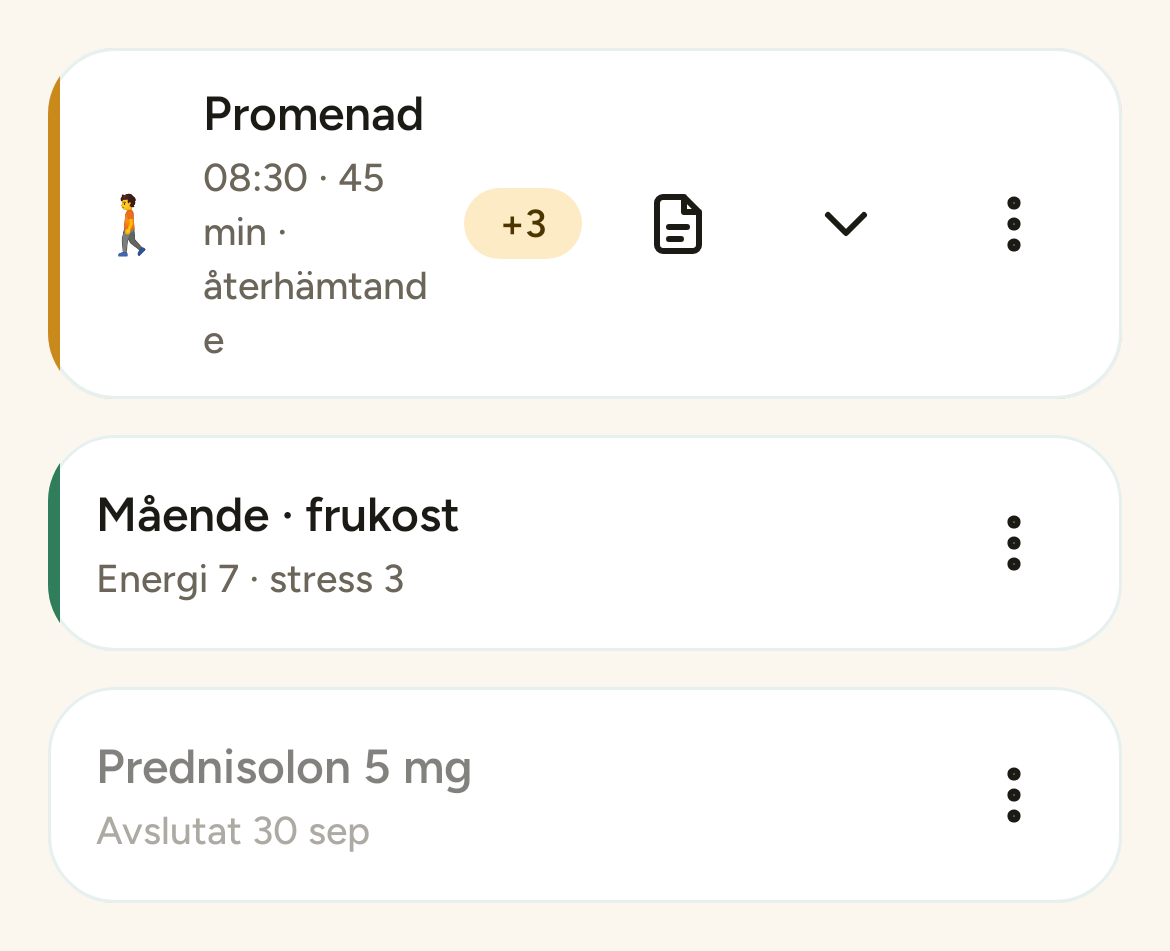 Promenad
08:30 · 45
min ·
återhämtand
e
+3
Mående · frukost
Energi 7 · stress 3
Prednisolon 5 mg
Avslutat 30 sep